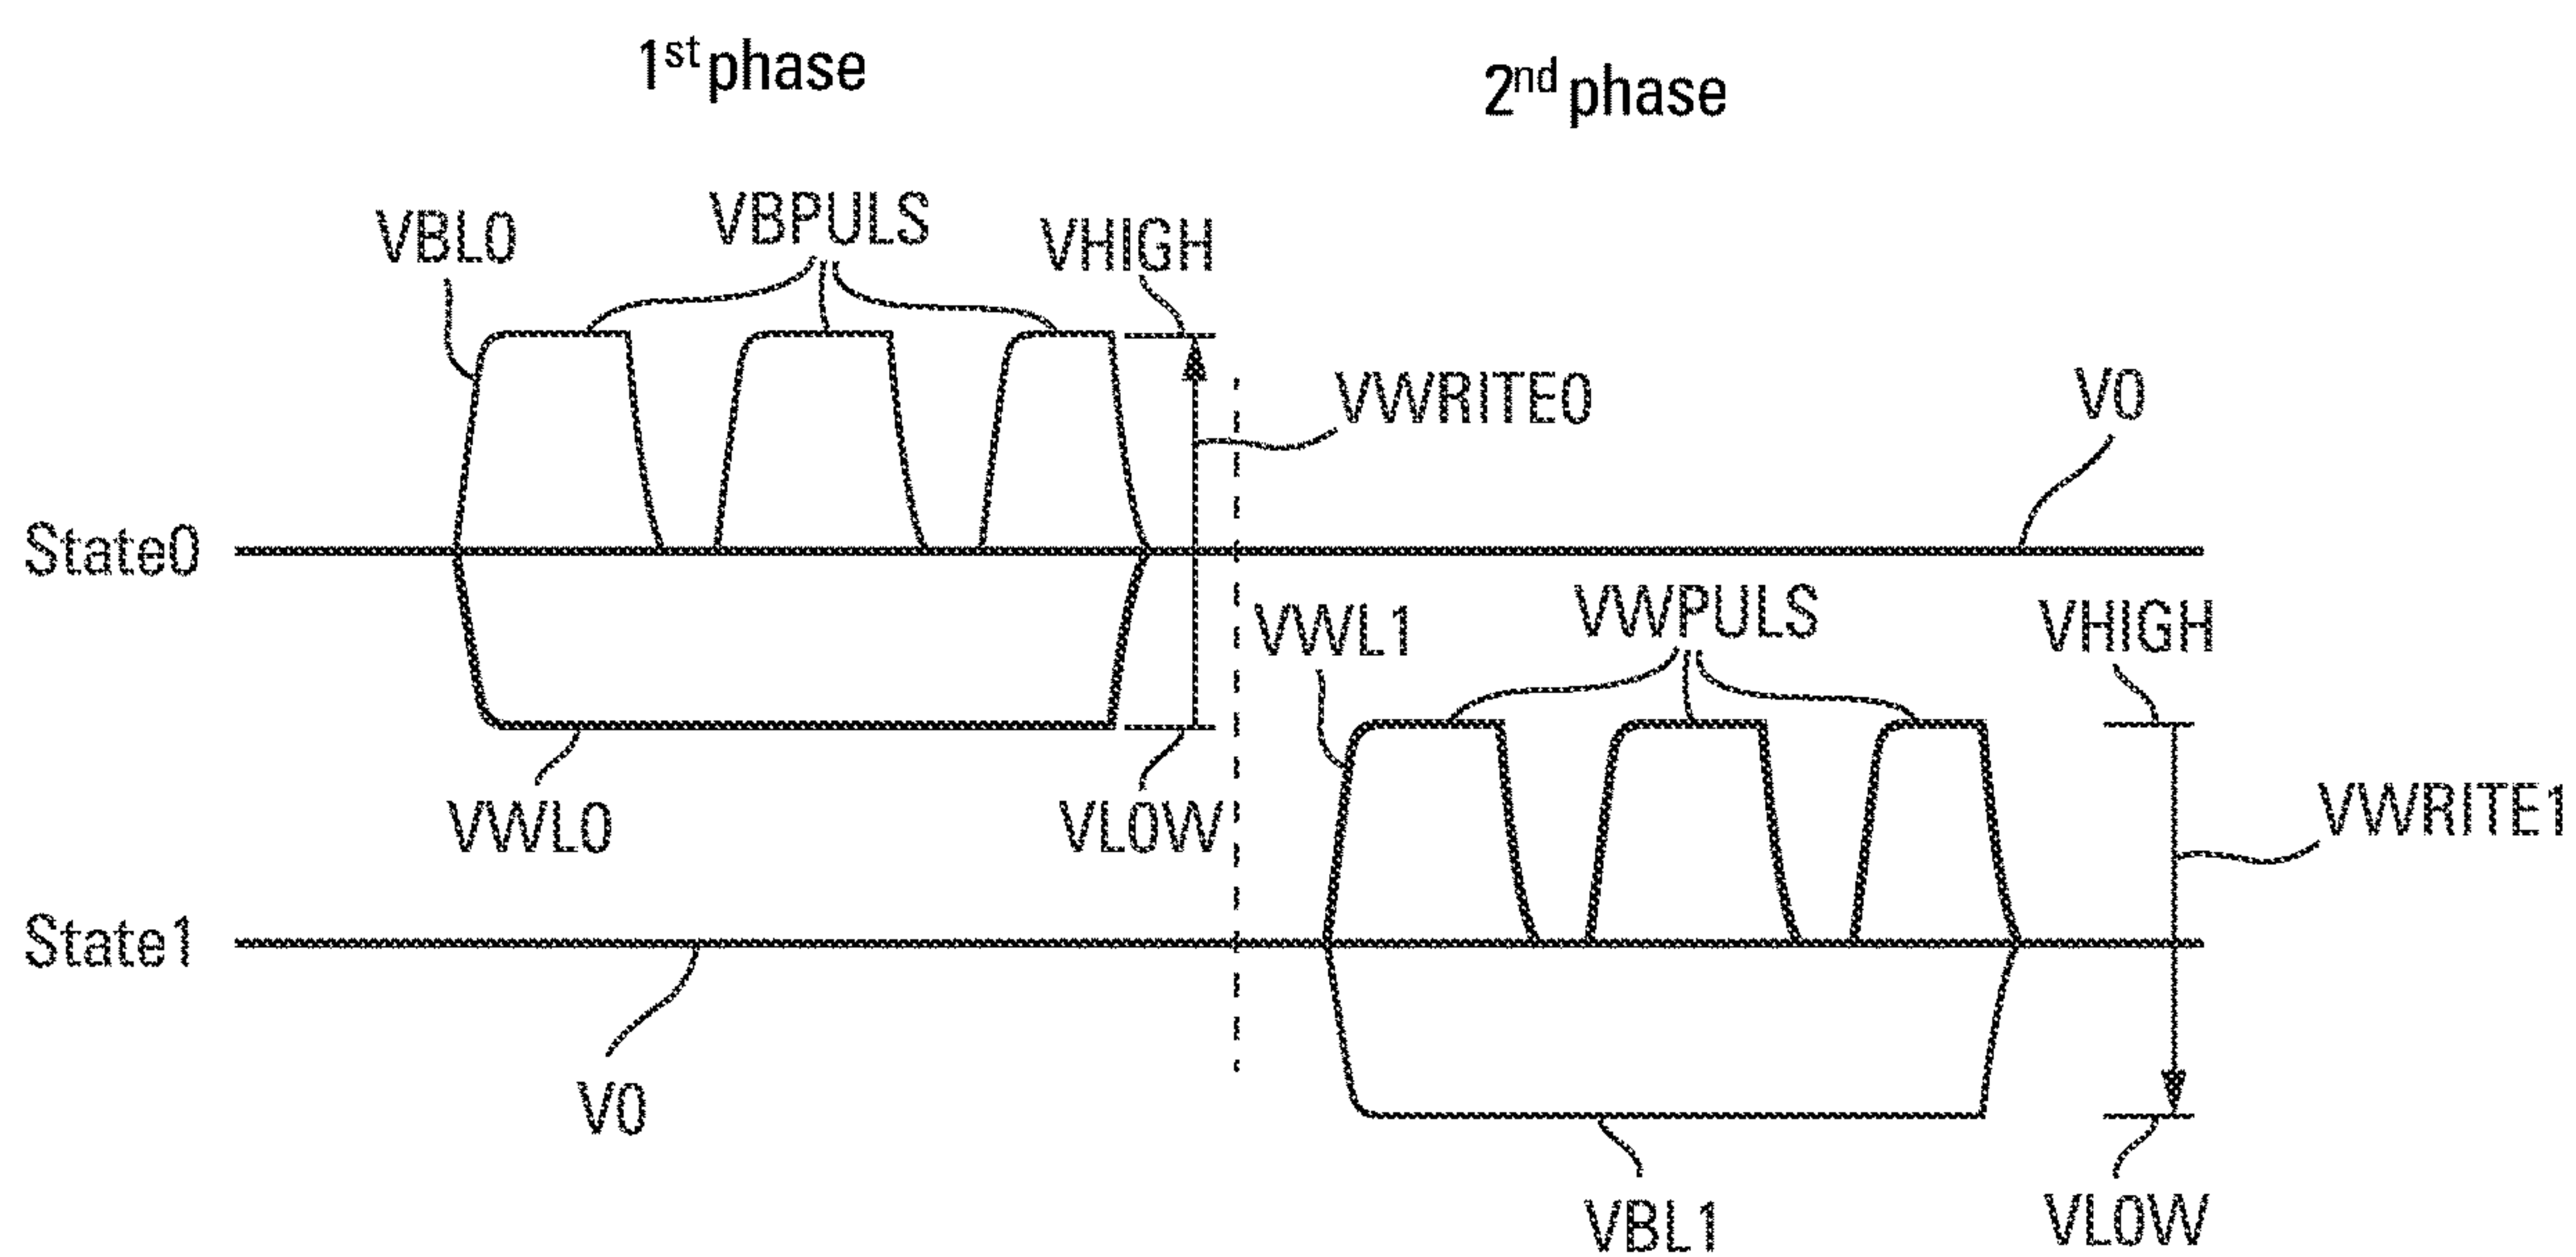 1st phase
2nd phase
VBL0
VBPULS
VHIGH
VWRITE0
V0
State0
VWL1
VWPULS
VHIGH
VWL0
VLOW
VWRITE1
State1
V0
VBL1
VLOW